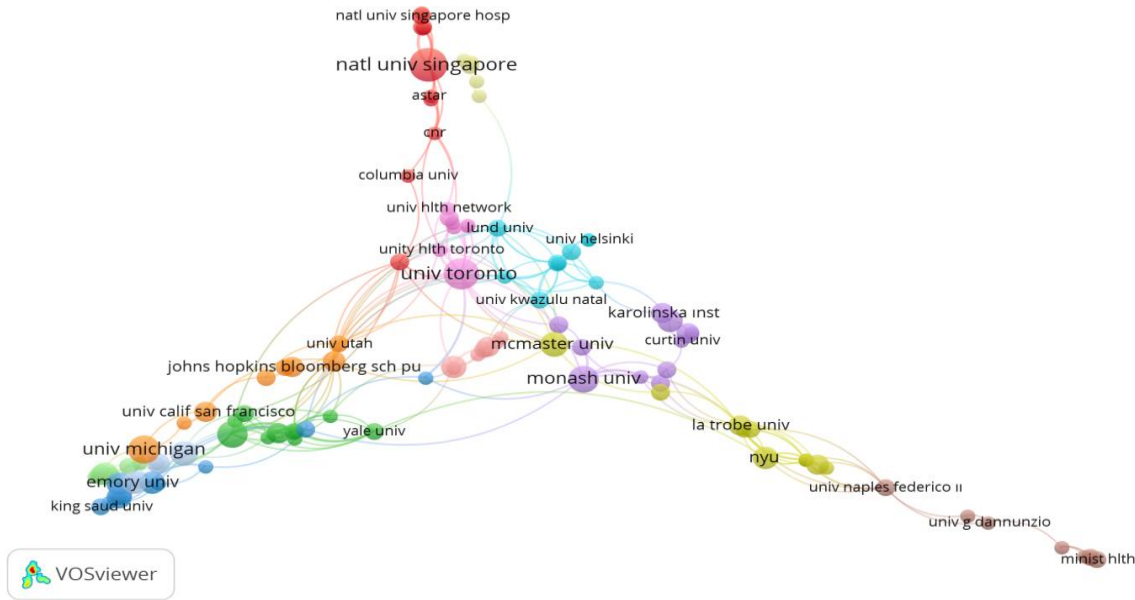 natl univ singapore hosp
natl univ singapore
astar
cnr
columbia univ
univ hlth network
lund univ
univ helsinki
unity hlth toronto
univ toronto
univ kwazulu natal
karolinska ınst
curtin univ
univ utah
mcmaster univ
johns hopkins bloomberg sch pu
monash univ
univ calif san francisco
la trobe univ
yale univ
univ michigan
nyu
emory univ
univ naples federico ıı
king saud univ
univ g dannunzio
minist hlth
VOSviewer